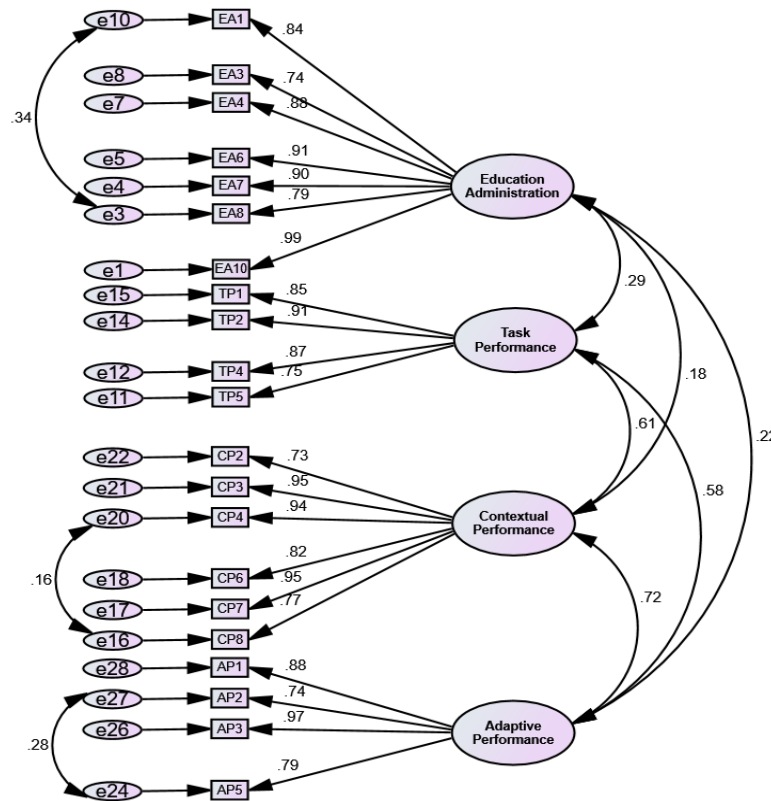 e10 EA1 .84
e8 EA3 .74
e7 EA4 .88
.34
e5 EA6 .91
e4 EA7 .90
e3 EA8 .79
Education
Administration
e1 EA10 .99
e15 TP1 .85
.29
e14 TP2 .91
Task
Performance
e12 TP4 .87
e11 TP5 .75
.18
.61
.22
e22 CP2 .73
e21 CP3 .95
e20 CP4 .94
.58
Contextual
Performance
e18 CP6 .82
.16
e17 CP7 .95
e16 CP8 .77
.72
e28 AP1 .88
e27 AP2 .74
e26 AP3 .97
Adaptive
Performance
.28
e24 AP5 .79